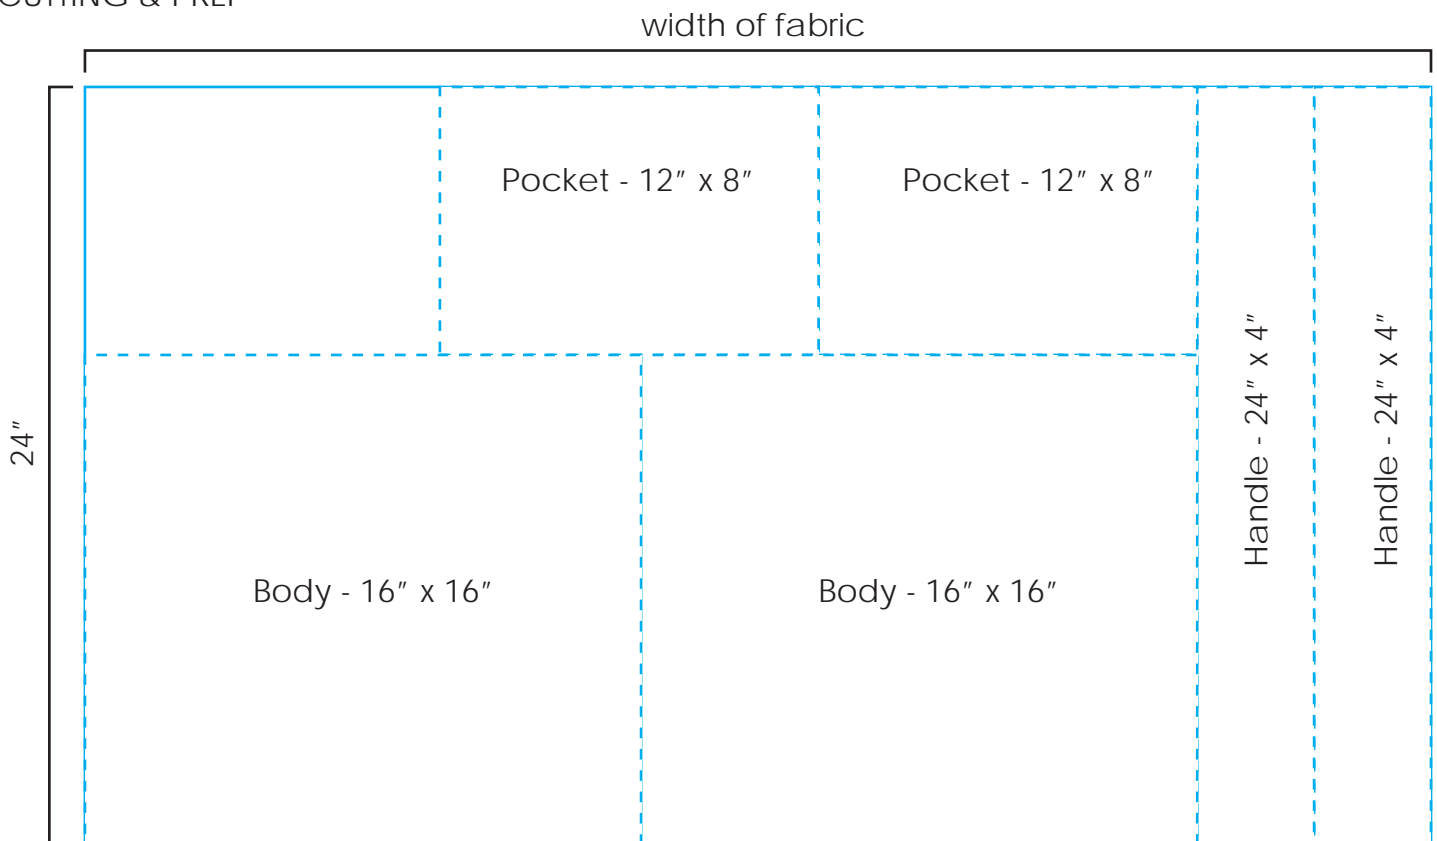 width of fabric
Pocket - 12” x 8”
Pocket - 12” x 8”
24”
Handle - 24” x 4”
Handle - 24” x 4”
Body - 16” x 16”
Body - 16” x 16”